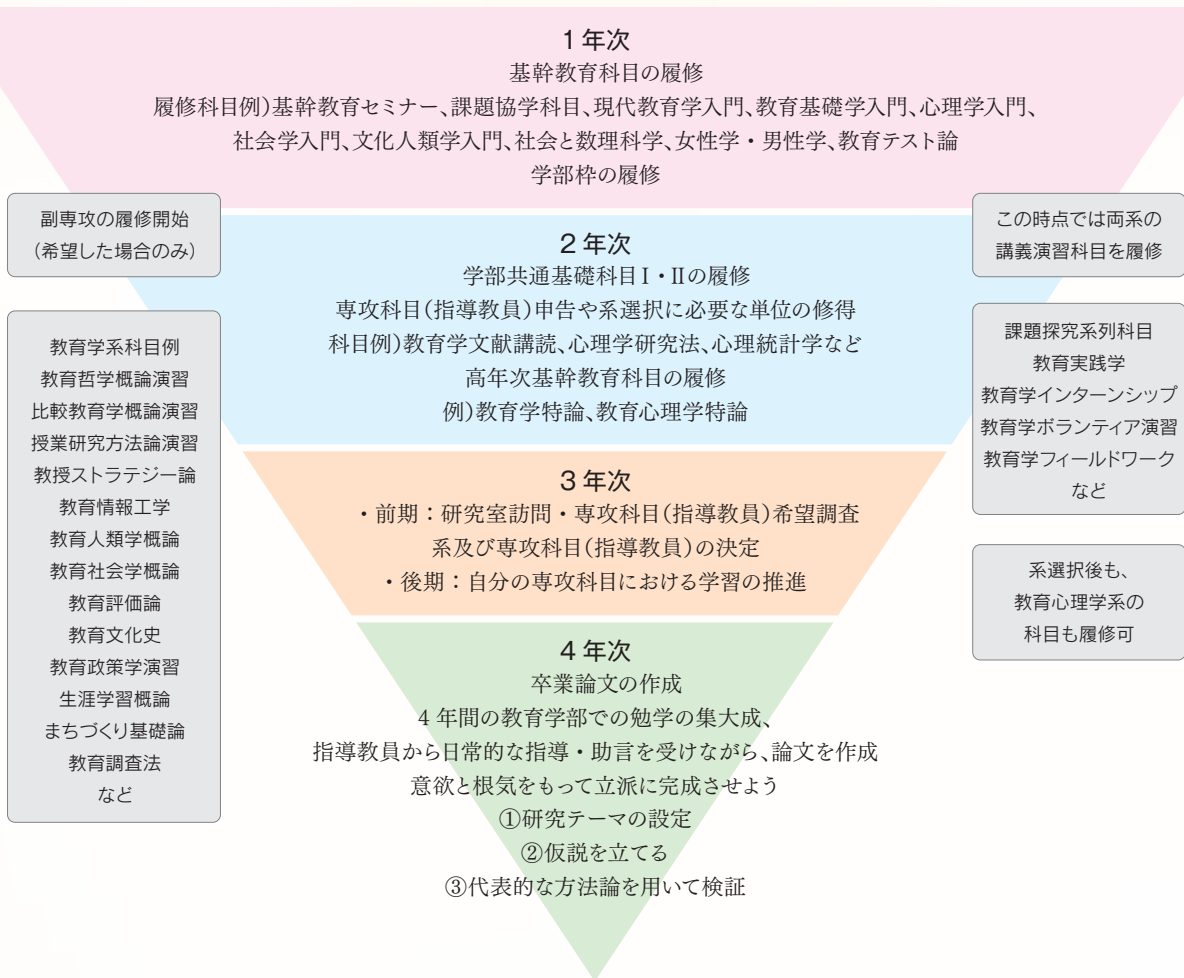 1年次
基幹教育科目の履修
履修科目例)基幹教育セミナー、課題協学科目、現代教育学入門、教育基礎学入門、心理学入門、
社会学入門、文化人類学入門、社会と数理科学、女性学・男性学、教育テスト論
学部枠の履修
副専攻の履修開始
(希望した場合のみ)
2年次
学部共通基礎科目I・IIの履修
専攻科目(指導教員)申告や系選択に必要な単位の修得
科目例)教育学文献講読、心理学研究法、心理統計学など
高年次基幹教育科目の履修
例)教育学特論、教育心理学特論
この時点では両系の
講義演習科目を履修
教育学系科目例
教育哲学概論演習
比較教育学概論演習
授業研究方法論演習
教授ストラテジー論
教育情報工学
教育人類学概論
教育社会学概論
教育評価論
教育文化史
教育政策学演習
生涯学習概論
まちづくり基礎論
教育調査法
など
課題探究系列科目
教育実践学
教育学インターンシップ
教育学ボランティア演習
教育学フィールドワーク
など
3年次
・前期：研究室訪問・専攻科目(指導教員)希望調査
系及び専攻科目(指導教員)の決定
・後期：自分の専攻科目における学習の推進
系選択後も、
教育心理学系の
科目も履修可
4年次
卒業論文の作成
4年間の教育学部での勉学の集大成、
指導教員から日常的な指導・助言を受けながら、論文を作成
意欲と根気をもって立派に完成させよう
①研究テーマの設定
②仮説を立てる
③代表的な方法論を用いて検証